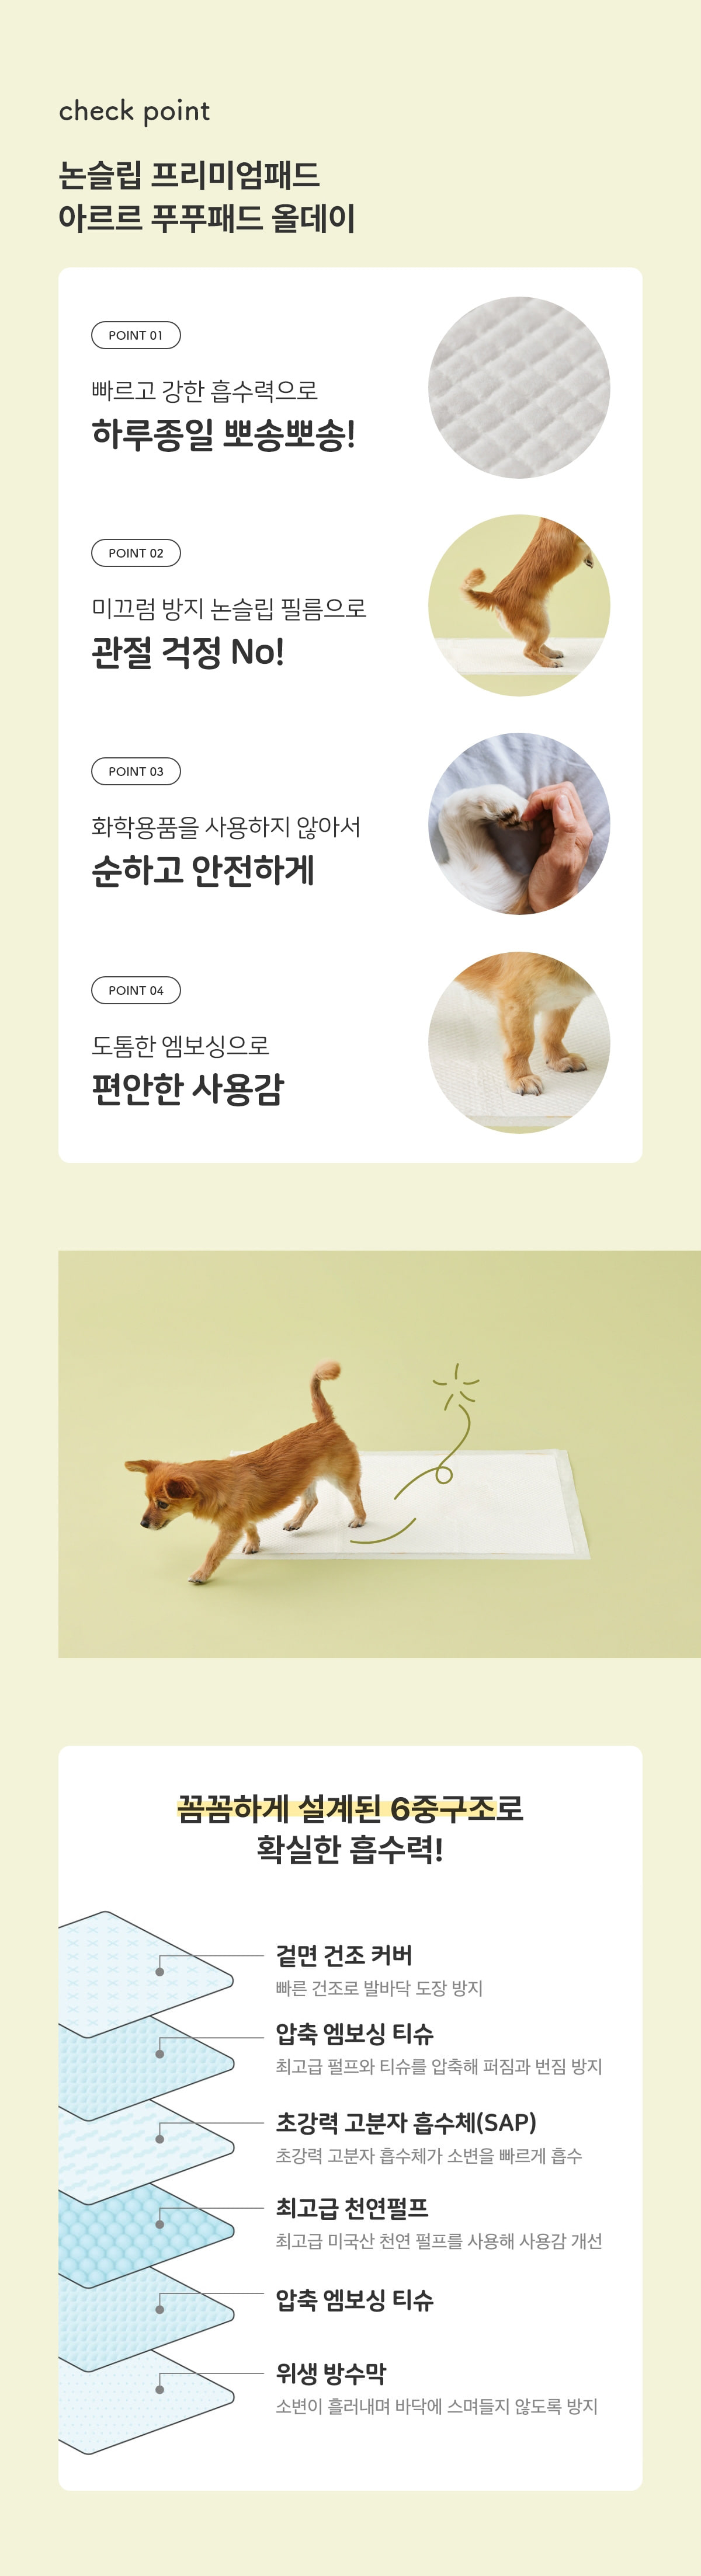 check point
논슬립 프리미엄패드
아르르 푸푸패드 올데이
POINT 01
빠르고 강한 흡수력으로
하루종일 뽀송뽀송!
POINT 02
미끄럼 방지 논슬립 필름으로
관절 걱정 No!
POINT 03
화학용품을 사용하지 않아서
순하고 안전하게
POINT 04
도톰한 엠보싱으로
편안한 사용감
꼼꼼하게 설계된 6중구조로
확실한 흡수력!
겉면 건조 커버
빠른 건조로 발바닥 도장 방지
압축 엠보싱 티슈
최고급 펄프와 티슈를 압축해 퍼짐과 번짐 방지
초강력 고분자 흡수체(SAP)
초강력 고분자 흡수체가 소변을 빠르게 흡수
최고급 천연펄프
최고급 미국산 천연 펄프를 사용해 사용감 개선
압축 엠보싱 티슈
위생 방수막
소변이 흘러내며 바닥에 스며들지 않도록 방지